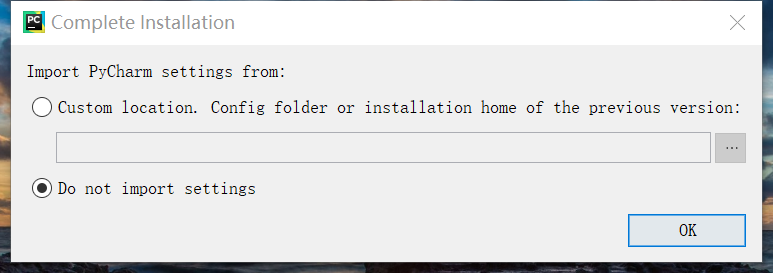 PC Complete Installation
Import PyCharm settings from:
Custom location. Config folder or installation home of the previous version:
...
Do not import settings
OK